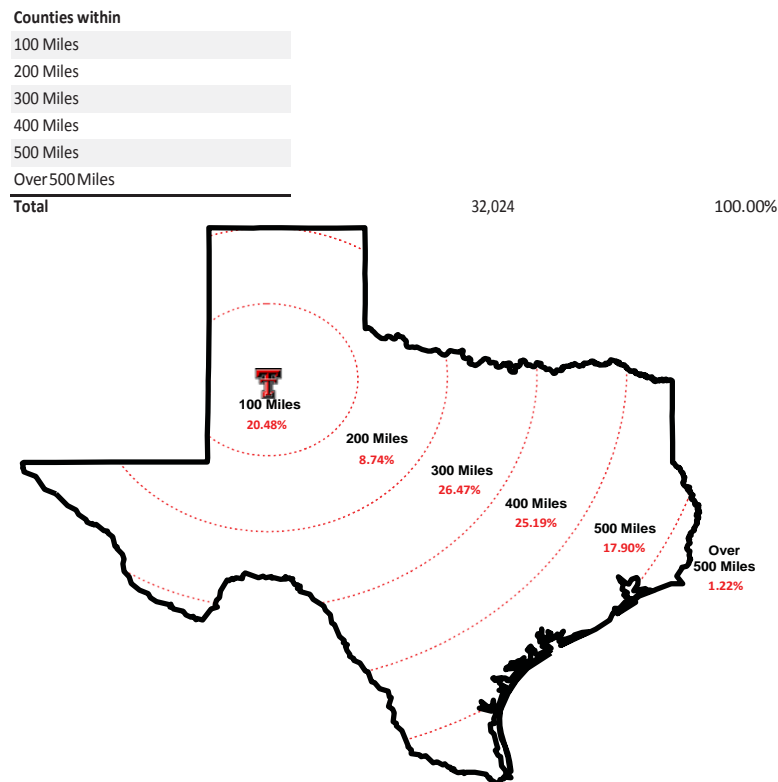 Counties within
100 Miles
200 Miles
300 Miles
400 Miles
500 Miles
Over 500 Miles
Total 32,024 100.00%
T
100 Miles
20.48%
200 Miles
8.74%
300 Miles
26.47%
400 Miles
25.19%
500 Miles
17.90%
Over
500 Miles
1.22%